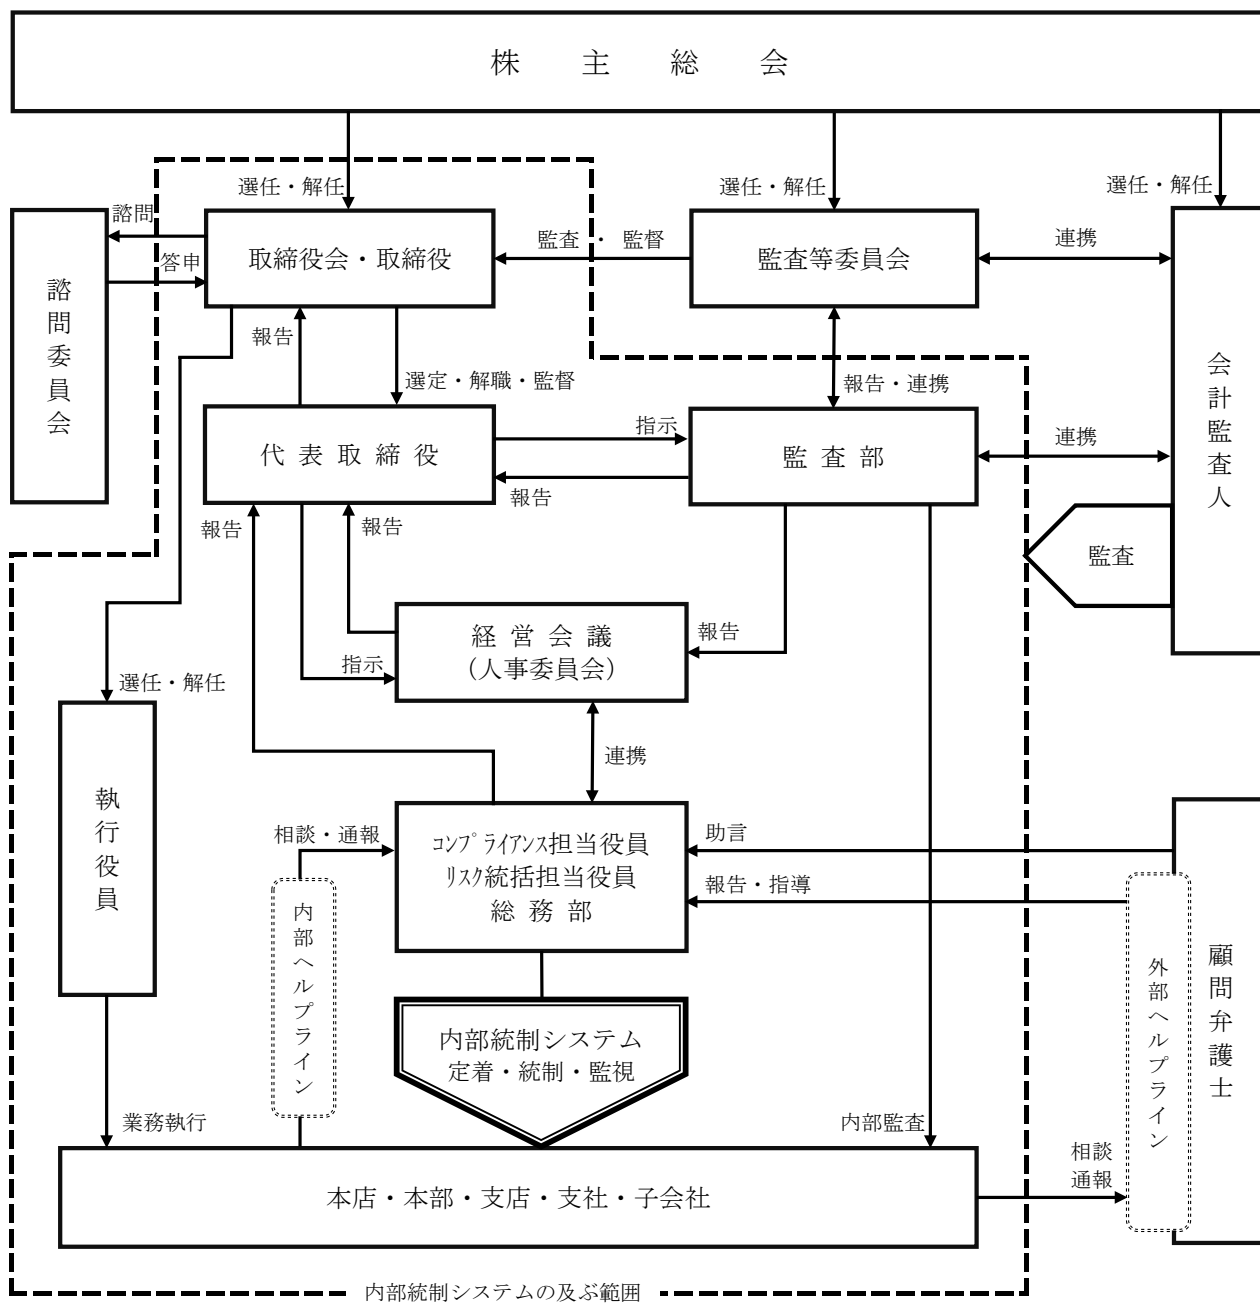 株主総会
選任・解任
選任・解任
選任・解任
諮問
答申
諮問委員会
取締役会・取締役
監査・監督
監査等委員会
連携
会計監査人
報告
選定・解職・監督
報告・連携
代表取締役
指示
報告
監査部
連携
監査
報告
報告
指示
経営会議
(人事委員会)
報告
選任・解任
連携
執行役員
相談・通報
コンプライアンス担当役員
リスク統括担当役員
総務部
助言
報告・指導
内部ヘルプライン
外部ヘルプライン
顧問弁護士
内部統制システム
定着・統制・監視
業務執行
内部監査
相談
通報
本店・本部・支店・支社・子会社
内部統制システムの及ぶ範囲